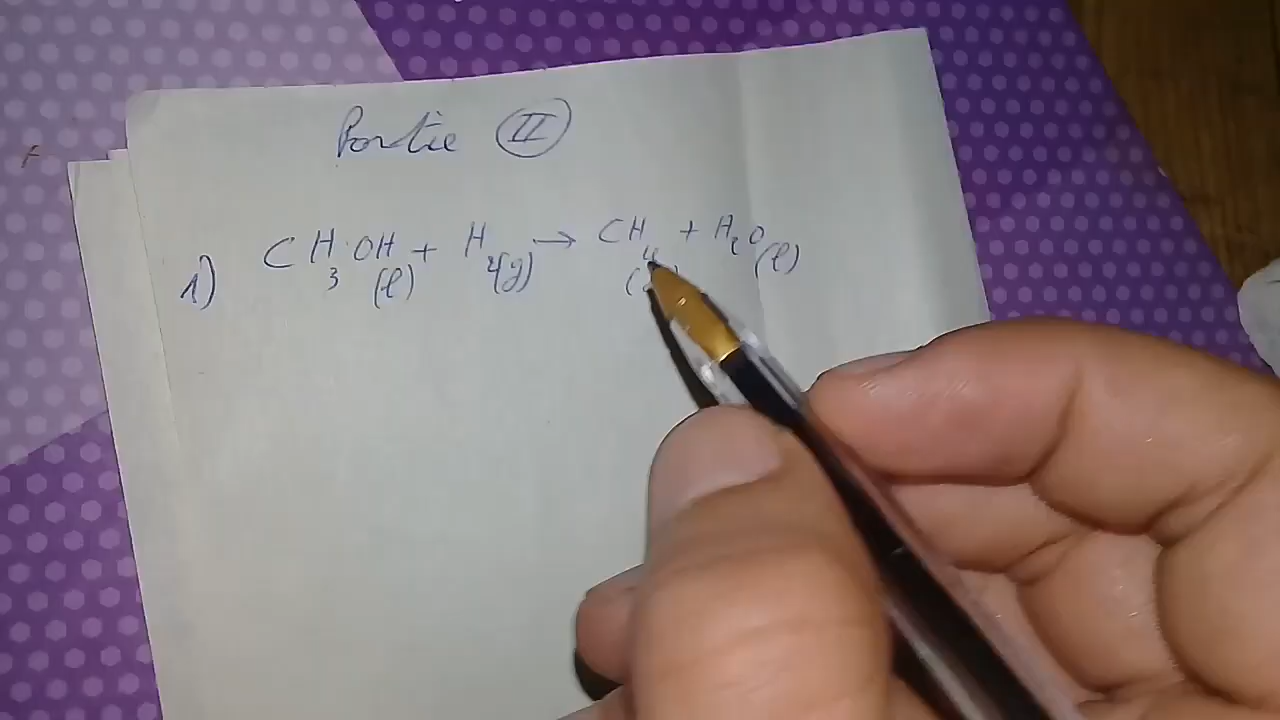 Partie II
1) CH3OH(l) + H2(g) → CH4(g) + H2O(l)